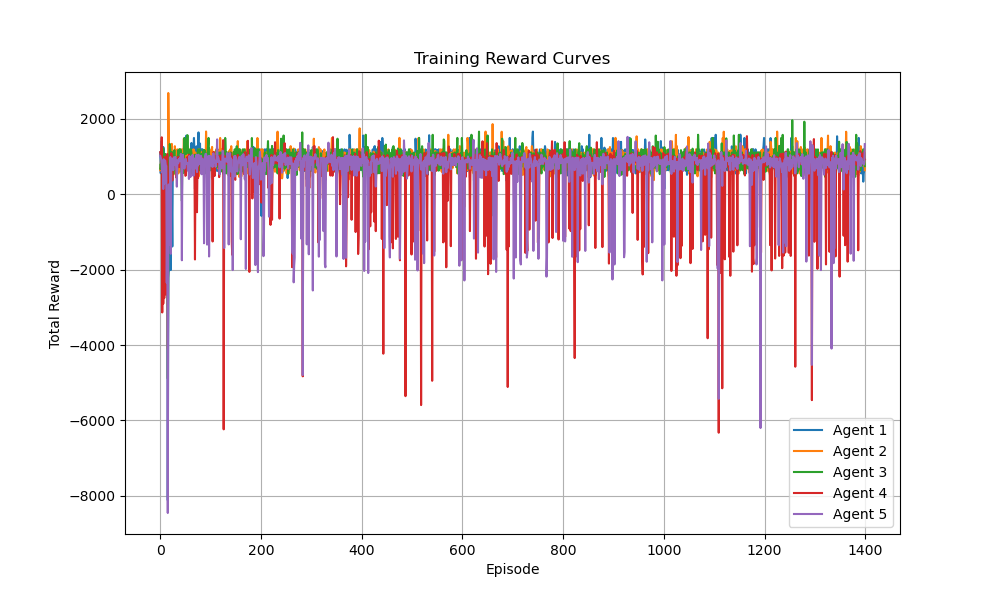 Training Reward Curves
Total Reward
2000
0
−2000
−4000
−6000
−8000
0 200 400 600 800 1000 1200 1400
Episode
Agent 1
Agent 2
Agent 3
Agent 4
Agent 5